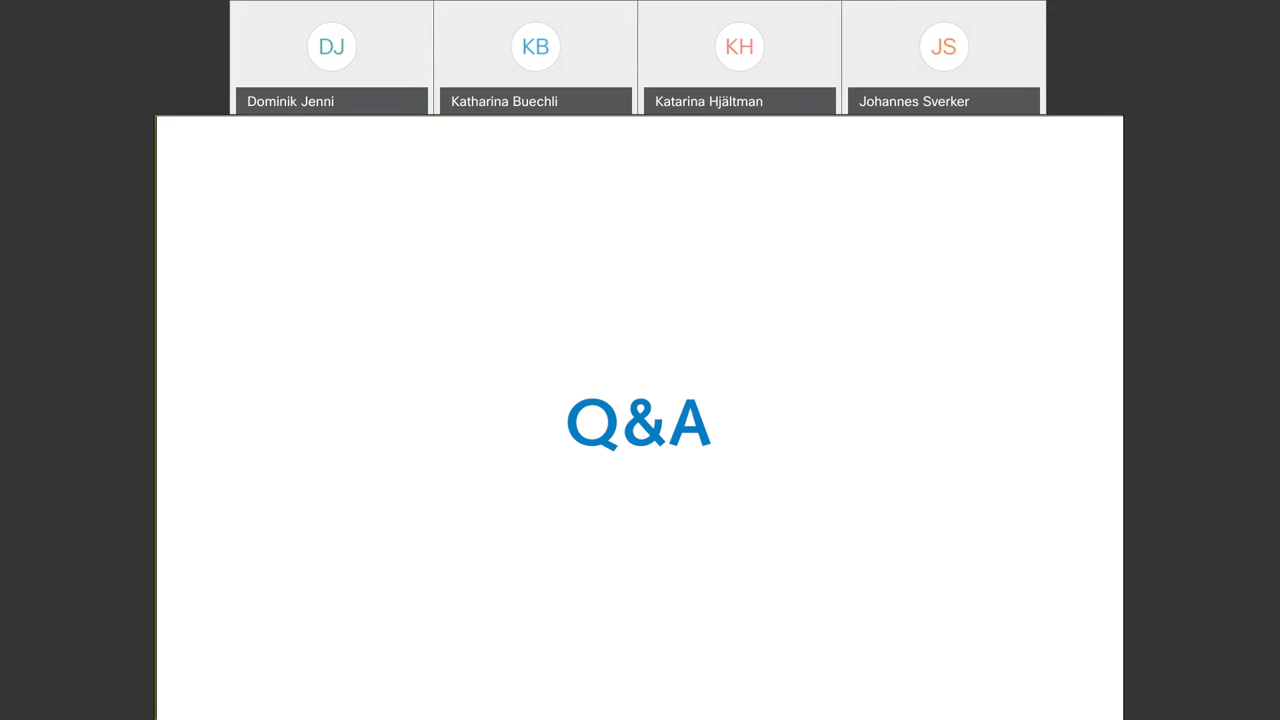 DJ
KB
KH
JS
Dominik Jenni
Katharina Buechli
Katarina Hjältman
Johannes Sverker
Q&A